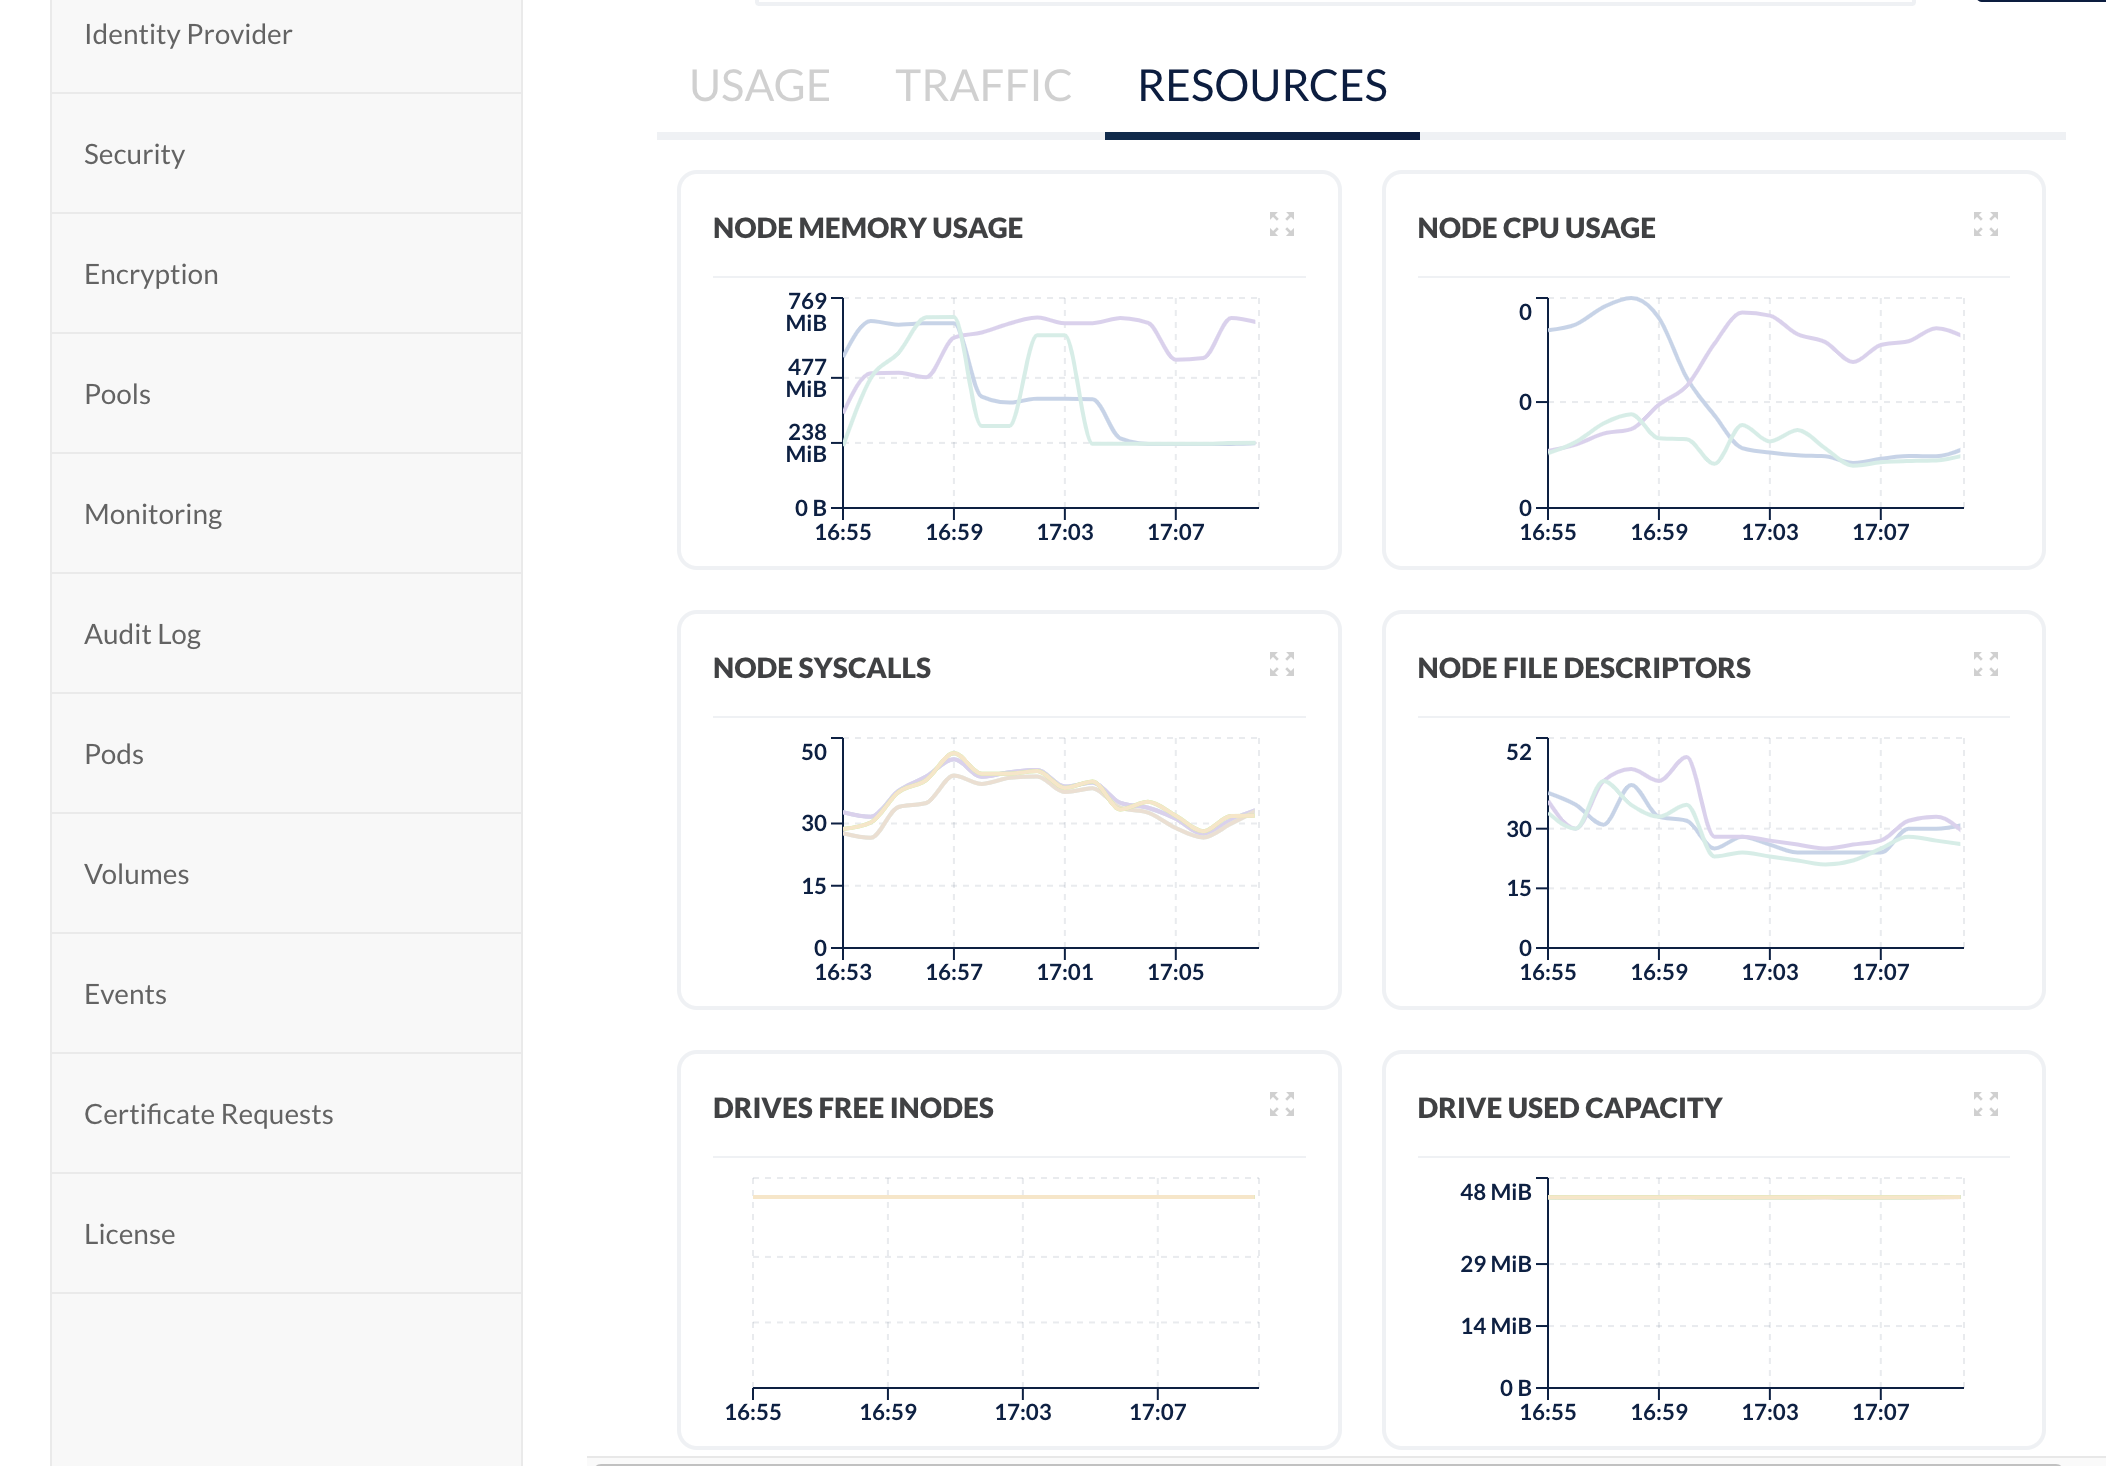 Identity Provider
Security
Encryption
Pools
Monitoring
Audit Log
Pods
Volumes
Events
Certificate Requests
License
USAGE TRAFFIC RESOURCES
NODE MEMORY USAGE
769
MiB
477
MiB
238
MiB
0 B
16:55 16:59 17:03 17:07
NODE CPU USAGE
0
0
0
16:55 16:59 17:03 17:07
NODE SYSCALLS
50
30
15
0
16:53 16:57 17:01 17:05
NODE FILE DESCRIPTORS
52
30
15
0
16:55 16:59 17:03 17:07
DRIVES FREE INODES
16:55 16:59 17:03 17:07
DRIVE USED CAPACITY
48 MiB
29 MiB
14 MiB
0 B
16:55 16:59 17:03 17:07